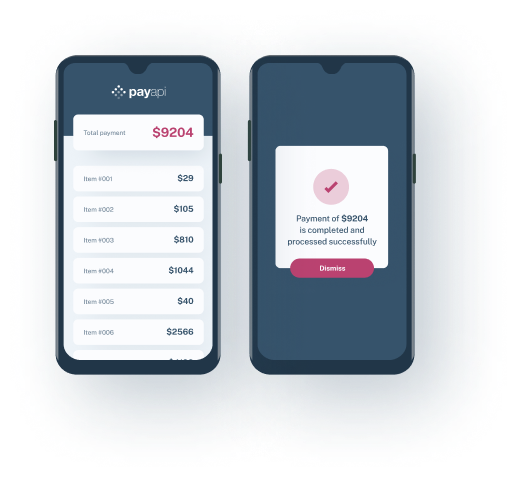 payapi
Total payment $9204
Item #001 $29
Item #002 $105
Item #003 $810
Item #004 $1044
Item #005 $40
Item #006 $2566
Payment of $9204
is completed and
processed successfully
Dismiss